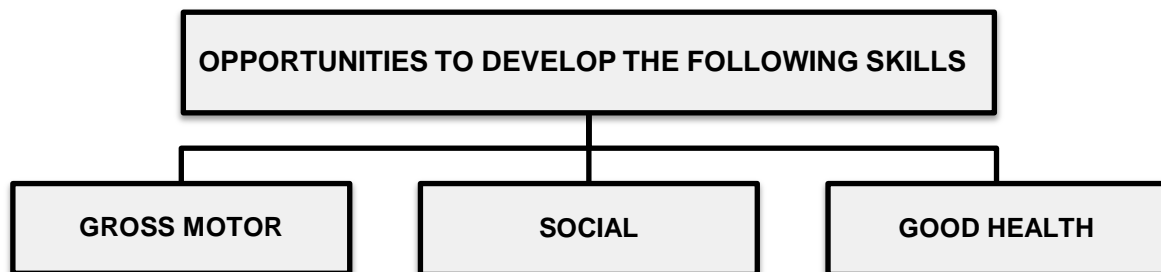 OPPORTUNITIES TO DEVELOP THE FOLLOWING SKILLS
GROSS MOTOR
SOCIAL
GOOD HEALTH